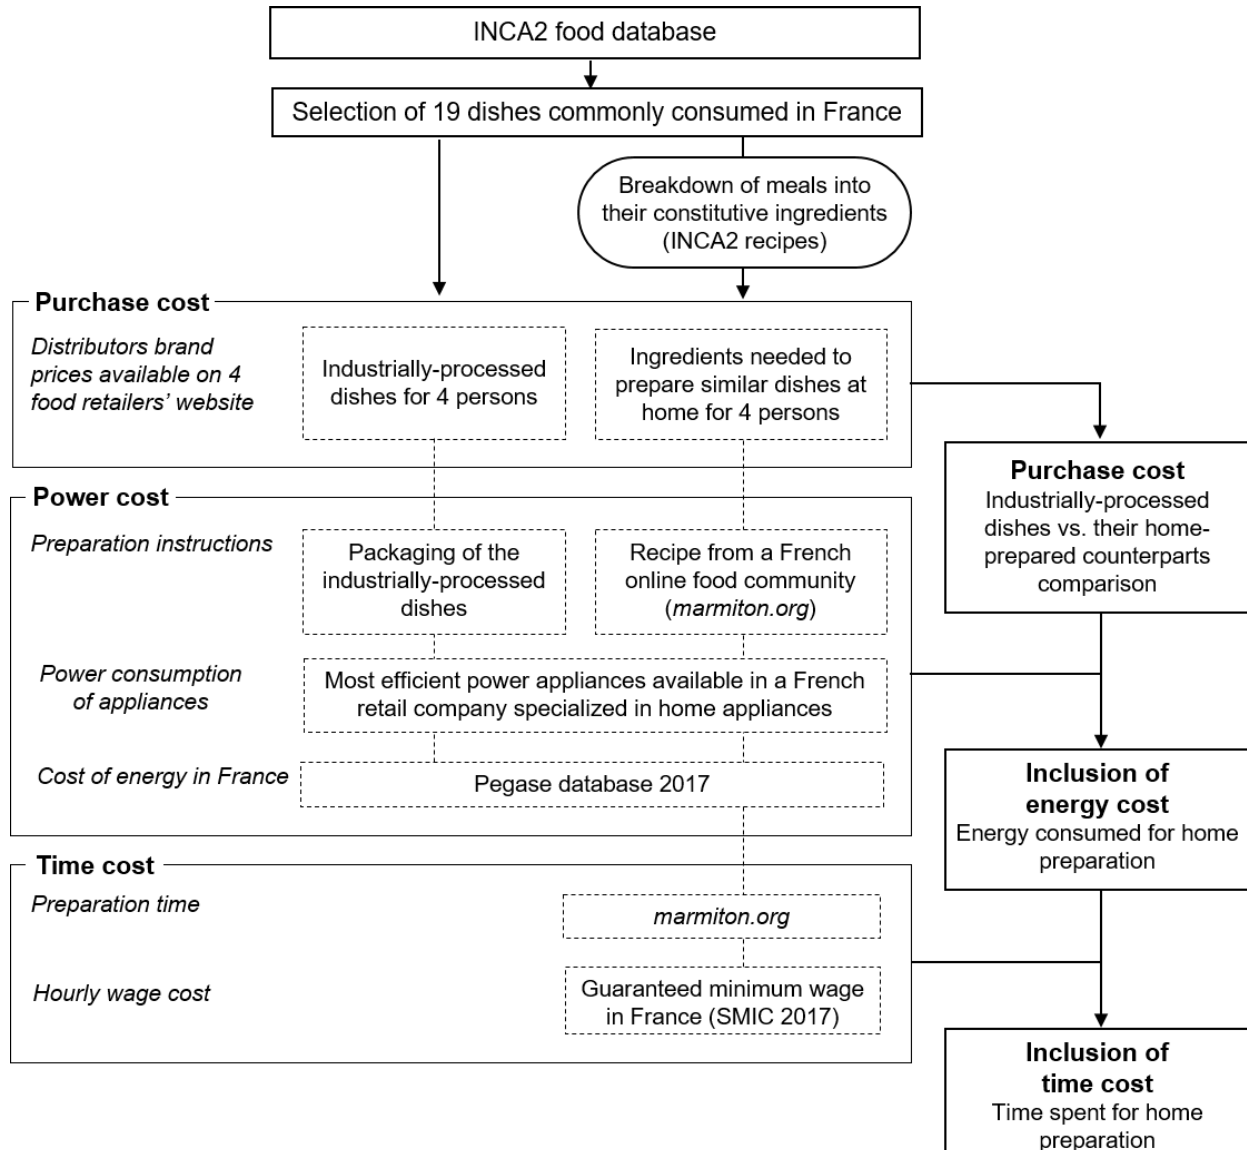 INCA2 food database
Selection of 19 dishes commonly consumed in France
Breakdown of meals into
their constitutive ingredients
(INCA2 recipes)
Purchase cost
Distributors brand
prices available on 4
food retailers’ website
Industrially-processed
dishes for 4 persons
Ingredients needed to
prepare similar dishes at
home for 4 persons
Purchase cost
Industrially-processed
dishes vs. their home-
prepared counterparts
comparison
Power cost
Preparation instructions
Packaging of the
industrially-processed
dishes
Recipe from a French
online food community
(marmiton.org)
Power consumption
of appliances
Most efficient power appliances available in a French
retail company specialized in home appliances
Cost of energy in France
Pegase database 2017
Inclusion of
energy cost
Energy consumed for home
preparation
Time cost
Preparation time
marmiton.org
Hourly wage cost
Guaranteed minimum wage
in France (SMIC 2017)
Inclusion of
time cost
Time spent for home
preparation